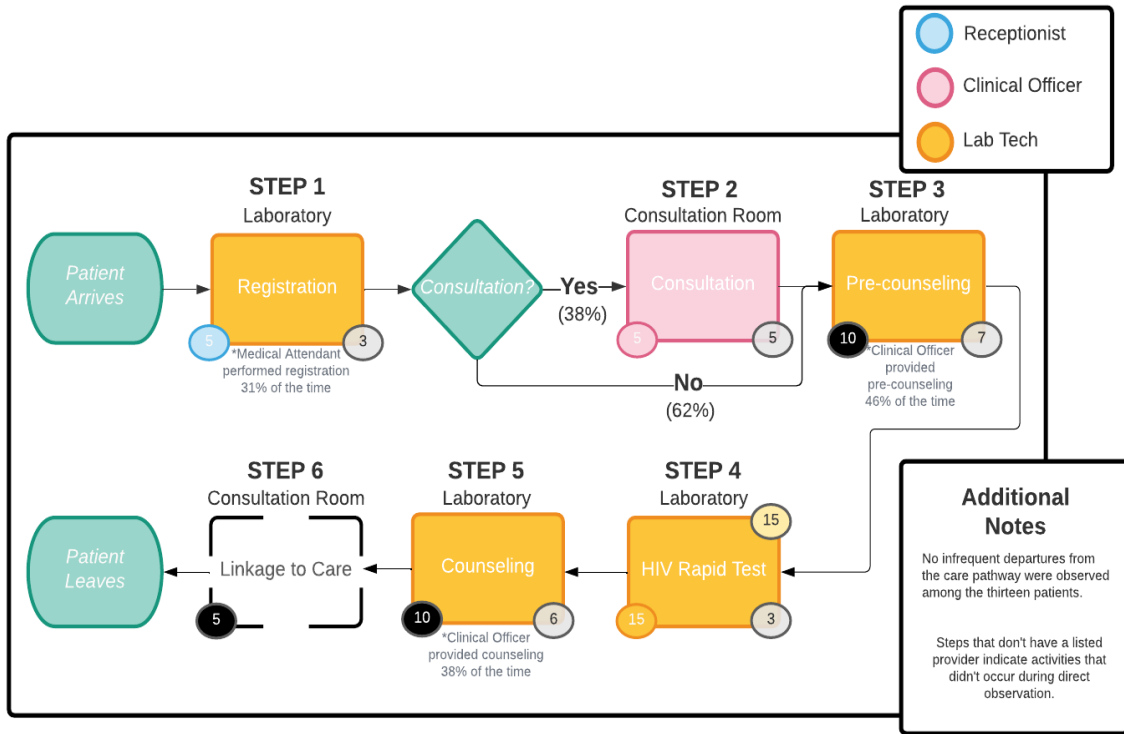 Receptionist
Clinical Officer
Lab Tech
STEP 1
Laboratory
STEP 2
Consultation Room
STEP 3
Laboratory
Patient
Arrives
Registration
Consultation?
Yes
(38%)
Consultation
Pre-counseling
5
3
5
5
10
7
*Medical Attendant
performed registration
31% of the time
*Clinical Officer
provided
pre-counseling
46% of the time
No
(62%)
STEP 6
Consultation Room
STEP 5
Laboratory
STEP 4
Laboratory
15
Patient
Leaves
Linkage to Care
Counseling
HIV Rapid Test
5
10
6
15
3
*Clinical Officer
provided counseling
38% of the time
Additional
Notes
No infrequent departures from
the care pathway were observed
among the thirteen patients.
Steps that don't have a listed
provider indicate activities that
didn't occur during direct
observation.